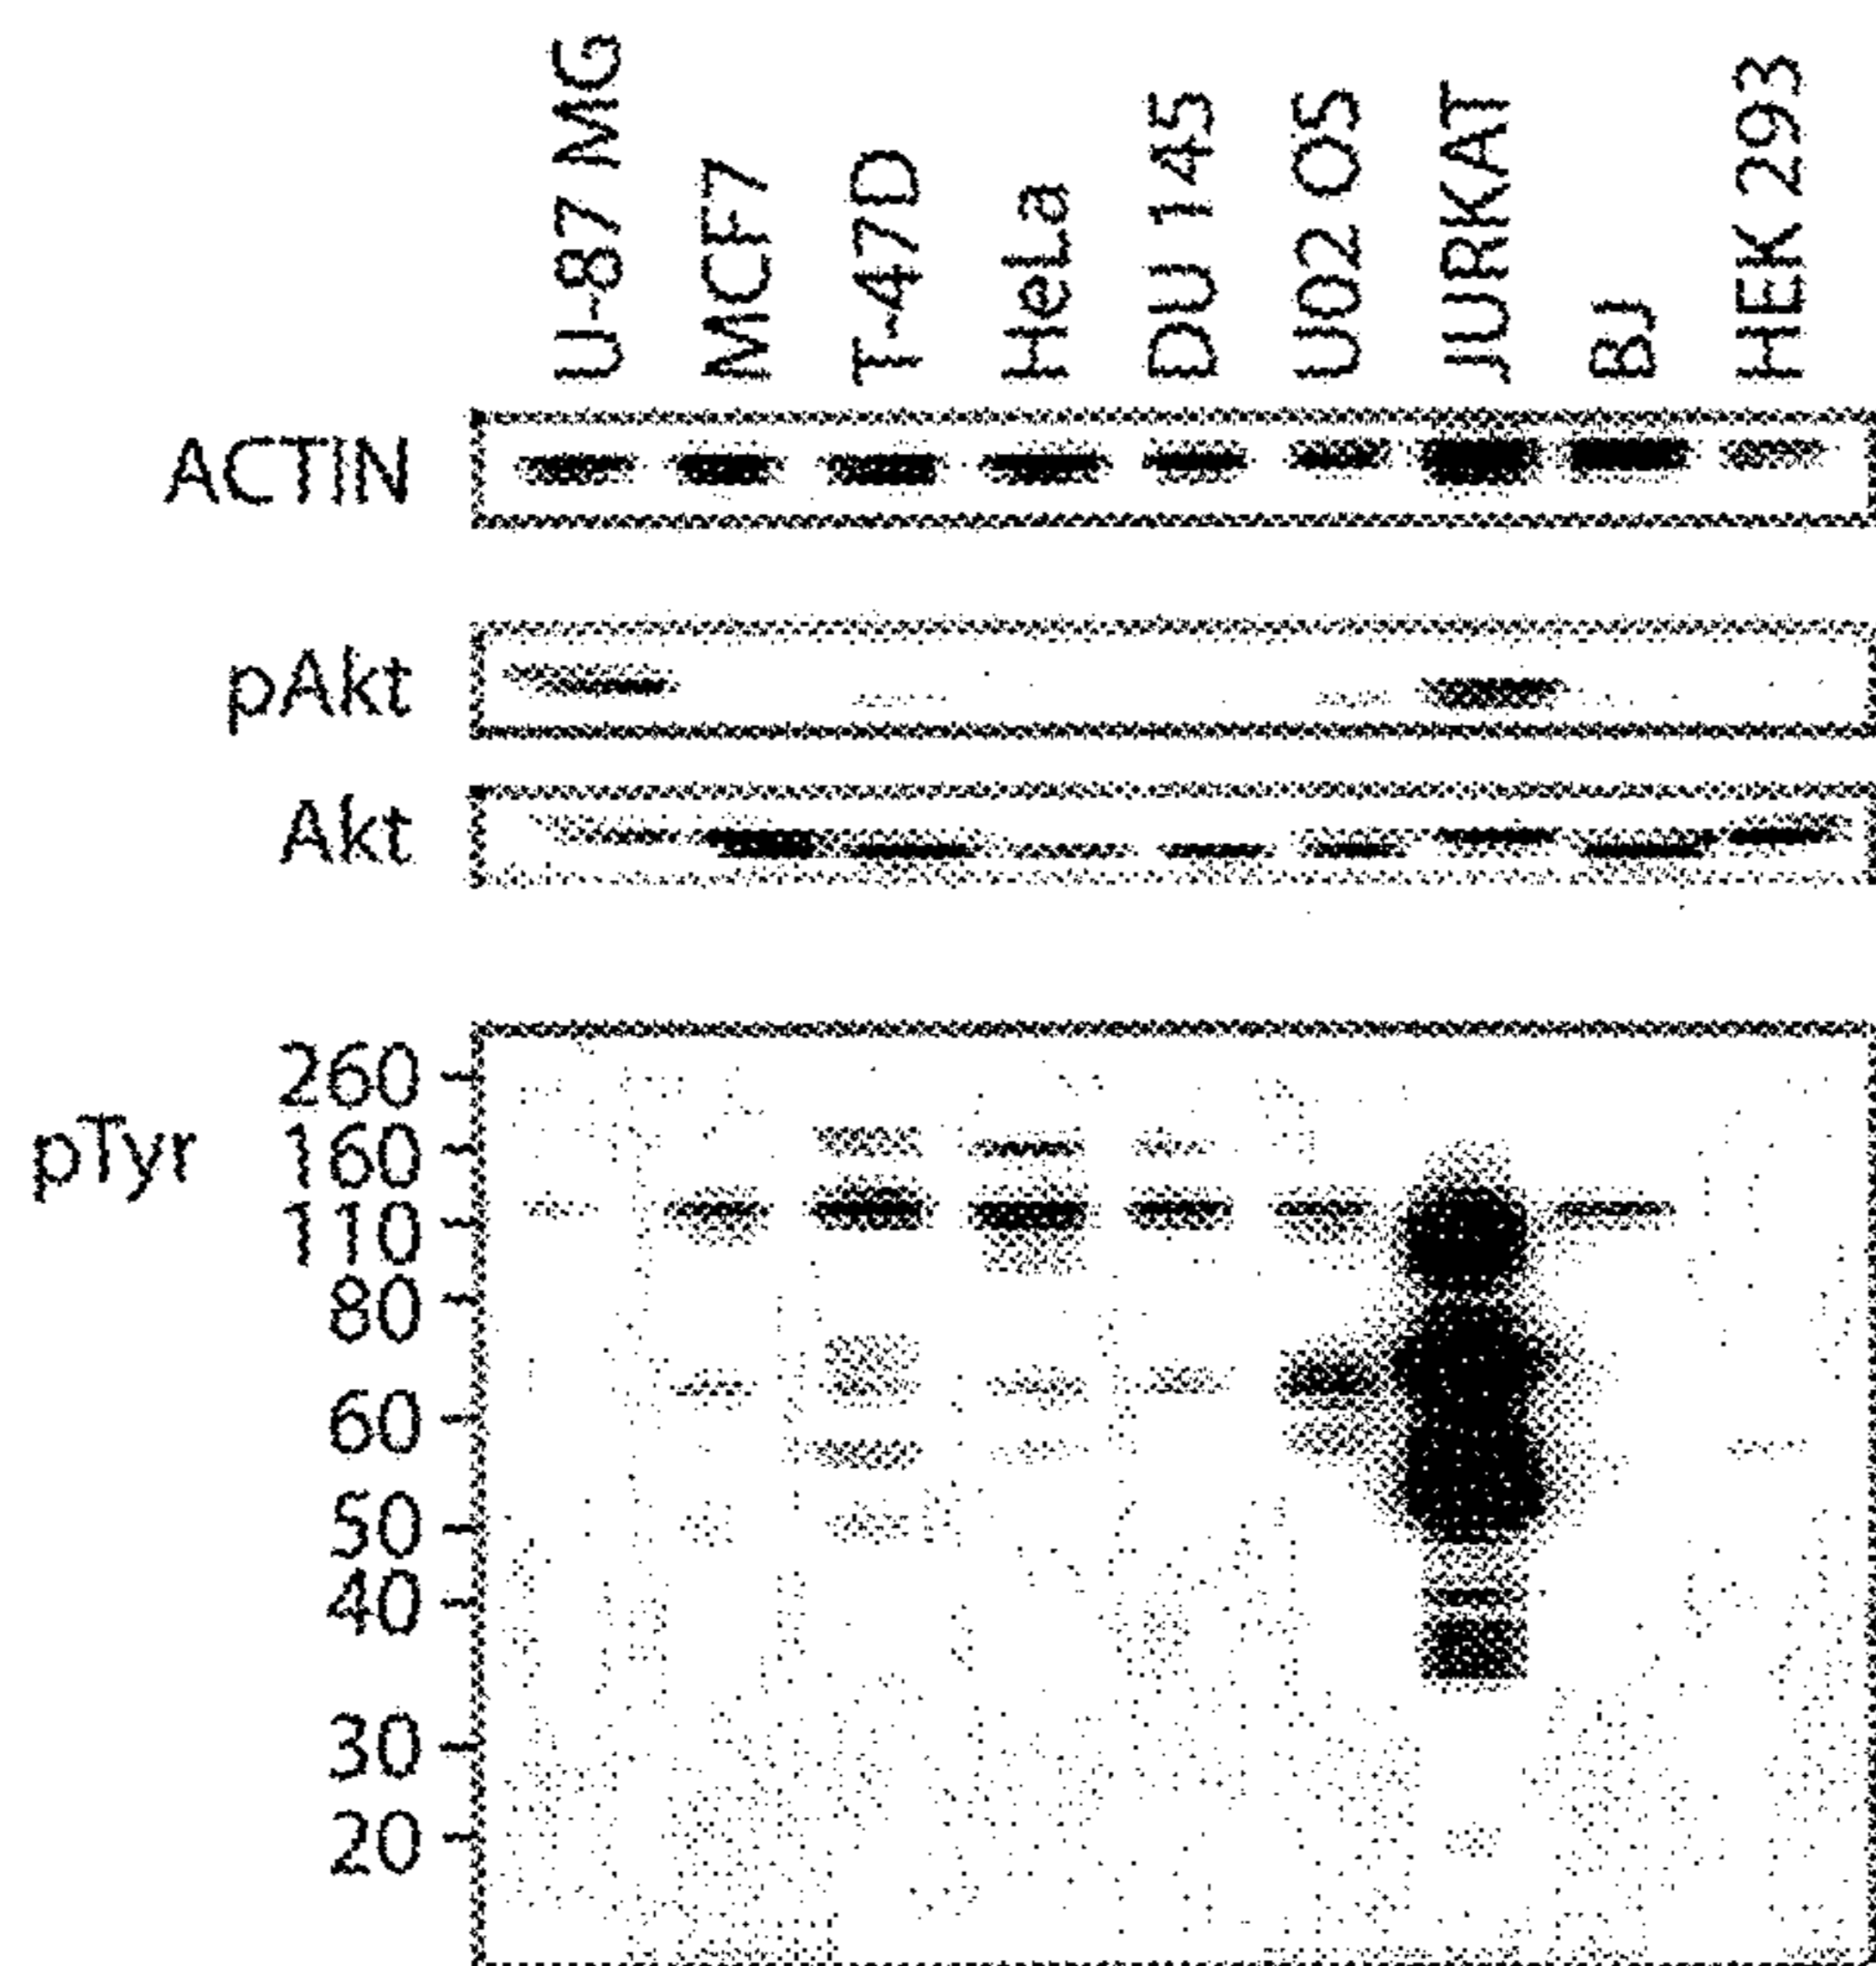 U-87 MG
MCF7
T-47D
HeLa
DU 145
U02 OS
JURKAT
BJ
HEK 293
ACTIN
pAkt
Akt
pTyr
260
160
110
80
60
50
40
30
20